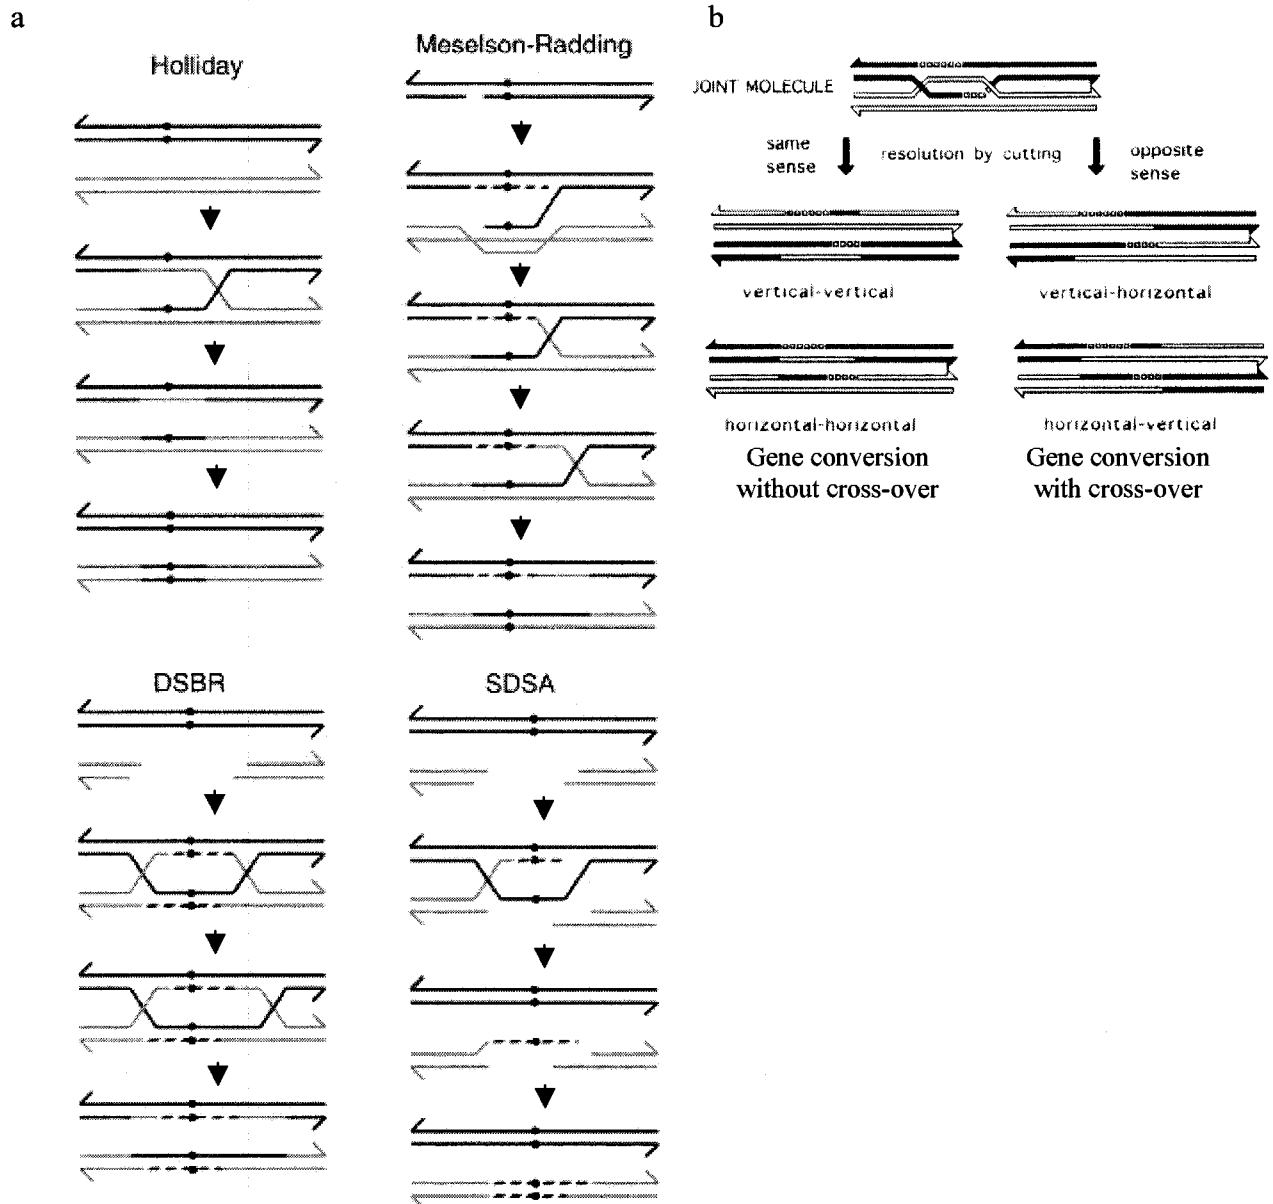 a
Holliday
Meselson-Radding
DSBR
SDSA
b
JOINT MOLECULE
same
sense
resolution by cutting
opposite
sense
vertical-vertical
vertical-horizontal
horizontal-horizontal
horizontal-vertical
Gene conversion
without cross-over
Gene conversion
with cross-over